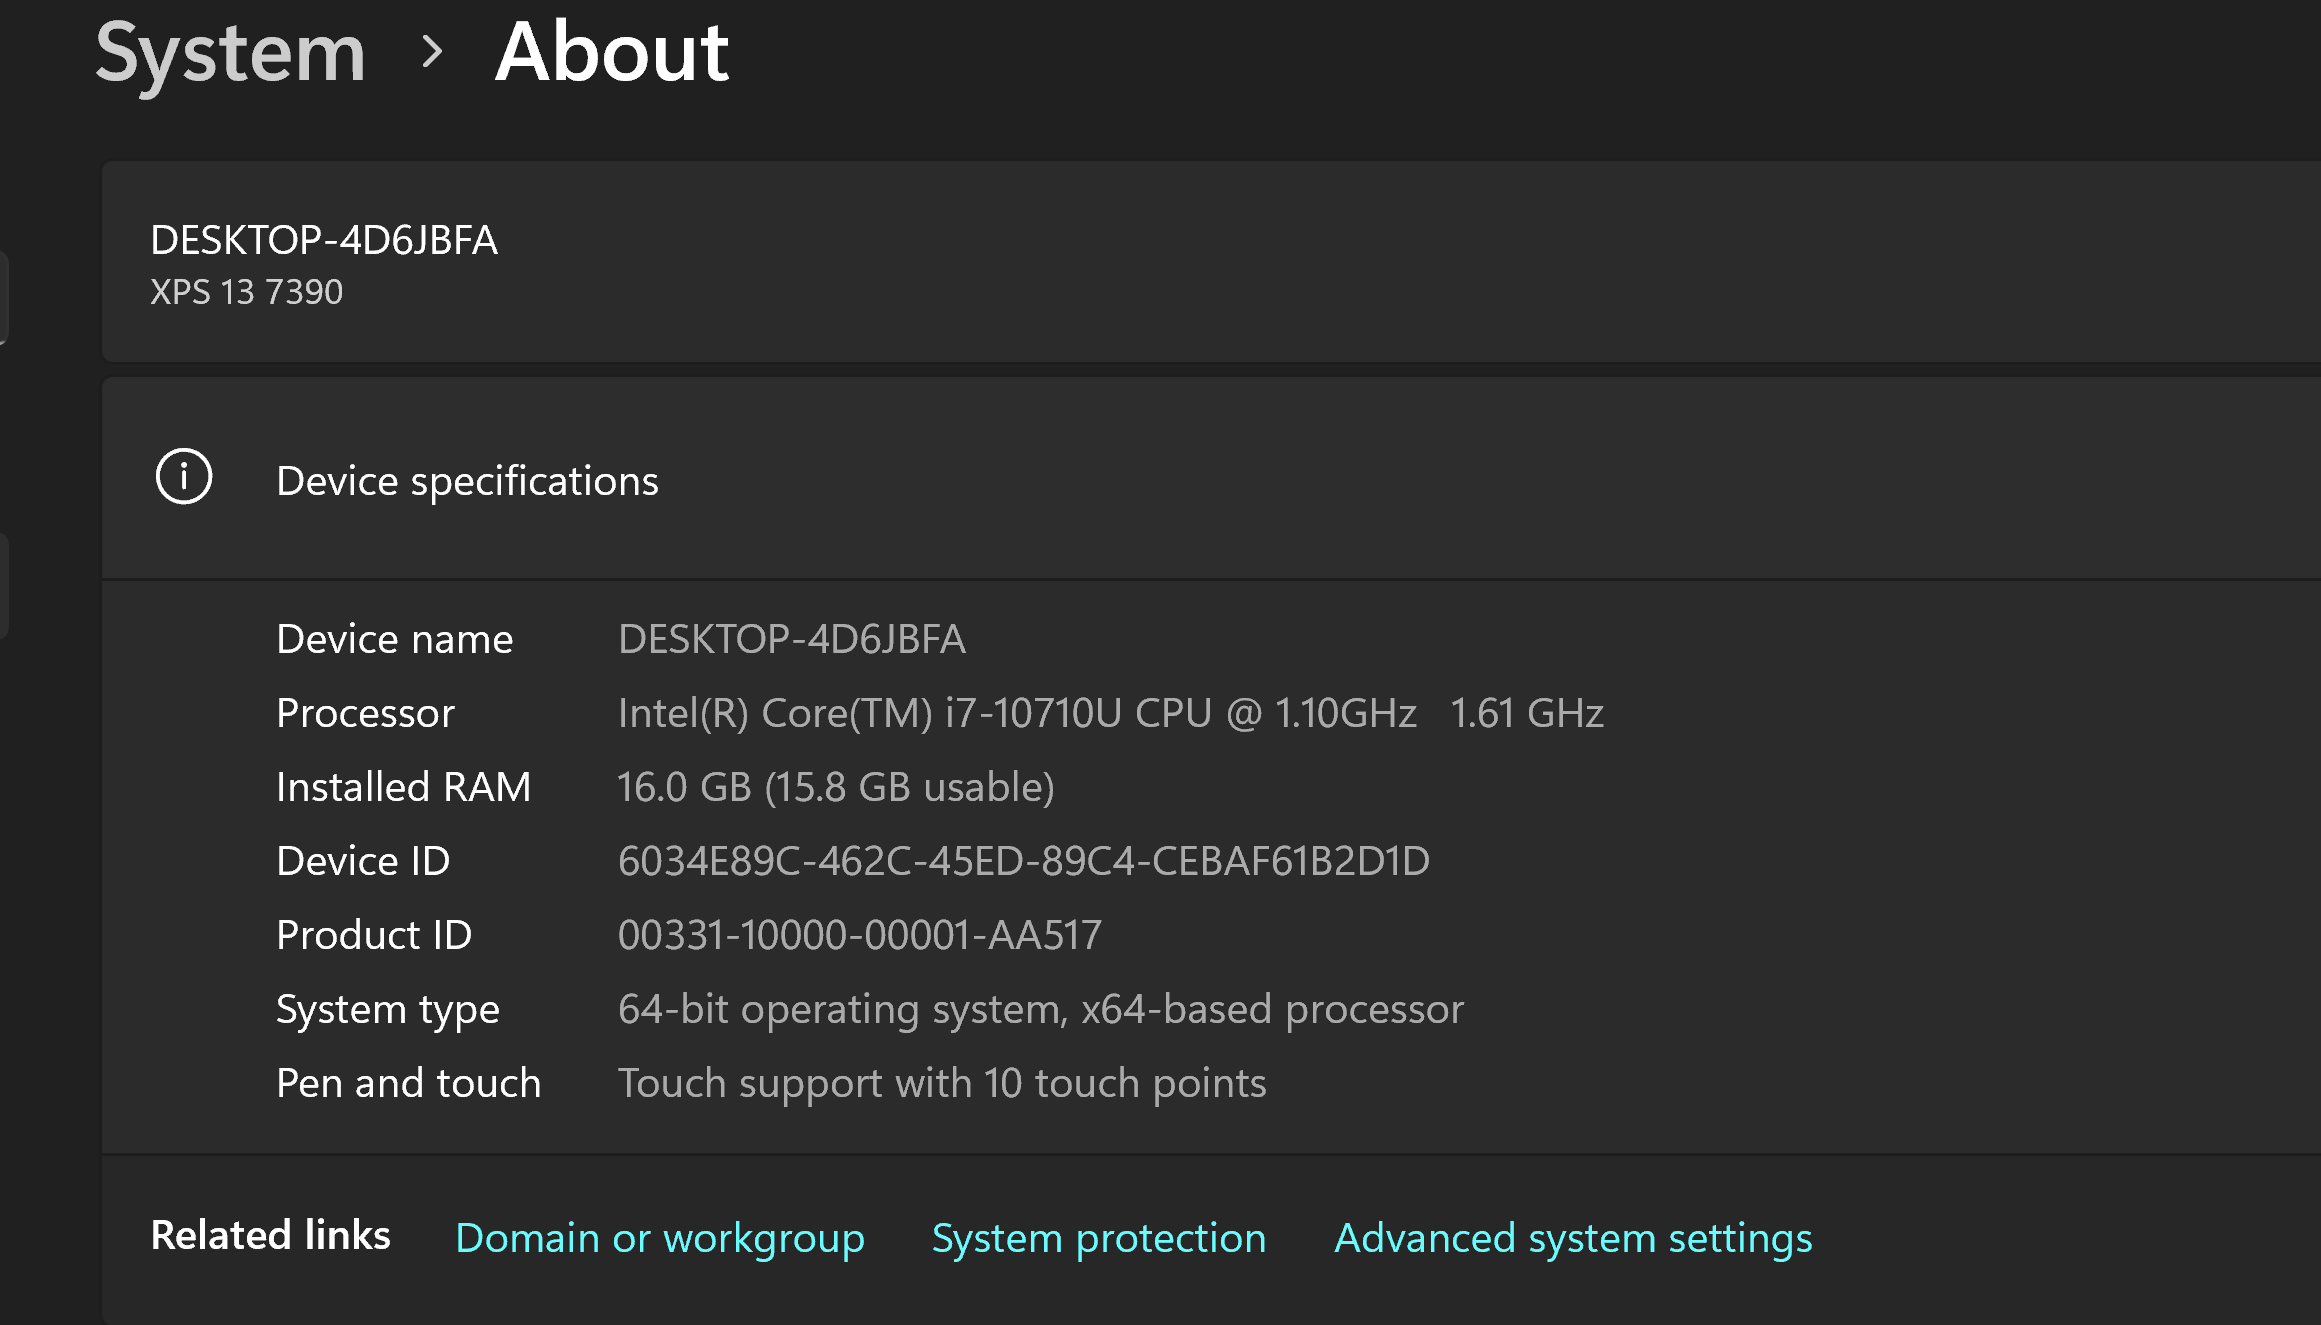 System > About
DESKTOP-4D6JBFA
XPS 13 7390
Device specifications
Device name DESKTOP-4D6JBFA
Processor Intel(R) Core(TM) i7-10710U CPU @ 1.10GHz 1.61 GHz
Installed RAM 16.0 GB (15.8 GB usable)
Device ID 6034E89C-462C-45ED-89C4-CEBAF61B2D1D
Product ID 00331-10000-00001-AA517
System type 64-bit operating system, x64-based processor
Pen and touch Touch support with 10 touch points
Related links Domain or workgroup System protection Advanced system settings